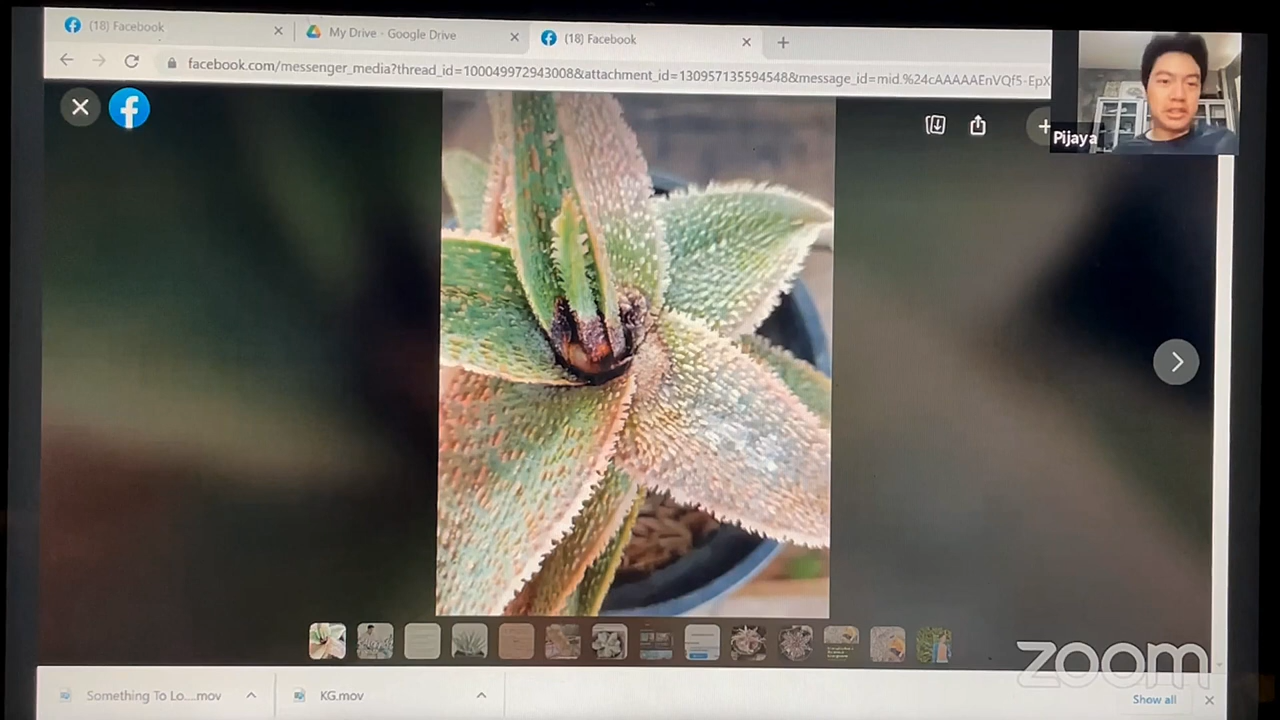 (18) Facebook
My Drive - Google Drive
(18) Facebook
facebook.com/messenger_media?thread_id=100049972943008&attachment_id=130957135594548&message_id=mid.%24cAAAAAEnVQf5-EpX
Pijaya
zoom
Something To Lo....mov
KG.mov
Show all